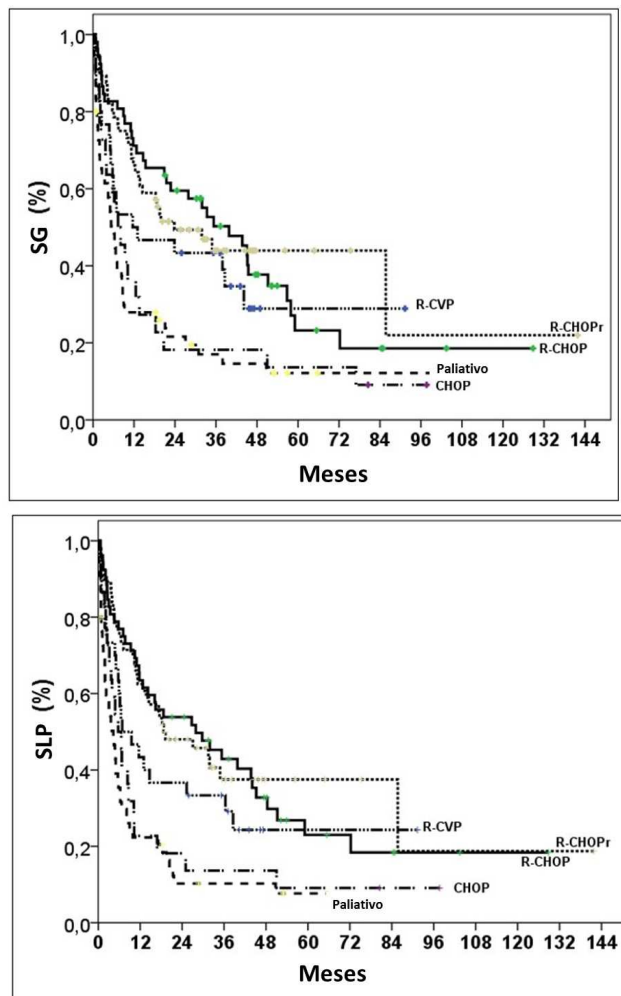 1,0
0,8
0,6
0,4
0,2
0,0
SG (%)
R-CVP
R-CHOPr
R-CHOP
Paliativo
CHOP
0 12 24 36 48 60 72 84 96 108 120 132 144
Meses
1,0
0,8
0,6
0,4
0,2
0,0
SLP (%)
R-CVP
R-CHOPr
R-CHOP
CHOP
Paliativo
0 12 24 36 48 60 72 84 96 108 120 132 144
Meses